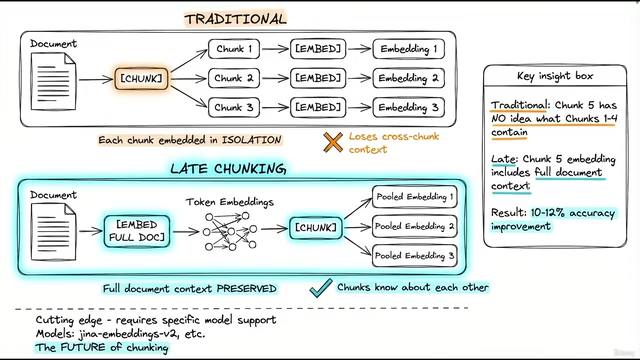 TRADITIONAL
Document
[CHUNK]
Chunk 1
[EMBED]
Embedding 1
Chunk 2
[EMBED]
Embedding 2
Chunk 3
[EMBED]
Embedding 3
Each chunk embedded in ISOLATION
Loses cross-chunk
context
LATE CHUNKING
Document
[EMBED
FULL DOC]
Token Embeddings
[CHUNK]
Pooled Embedding 1
Pooled Embedding 2
Pooled Embedding 3
Full document context PRESERVED
Chunks know about each other
Key insight box
Traditional: Chunk 5 has
NO idea what Chunks 1-4
contain
Late: Chunk 5 embedding
includes full document
context
Result: 10-12% accuracy
improvement
Cutting edge - requires specific model support
Models: jina-embeddings-v2, etc.
The FUTURE of chunking